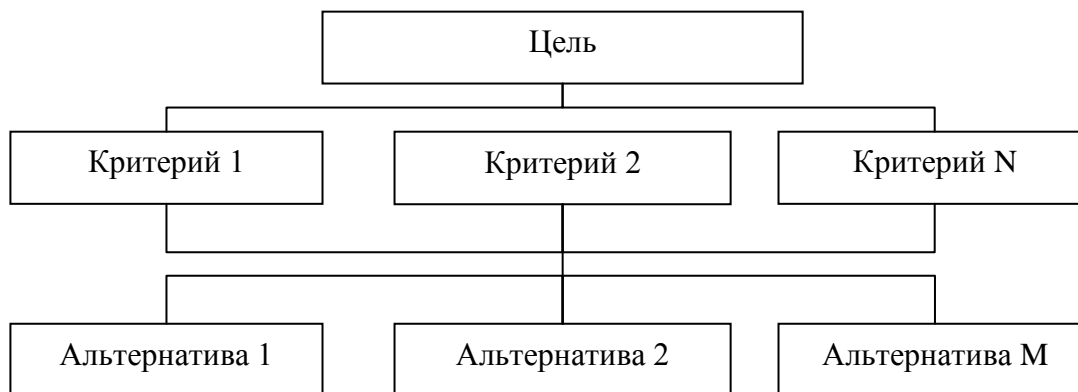 Цель
Критерий 1
Критерий 2
Критерий N
Альтернатива 1
Альтернатива 2
Альтернатива M